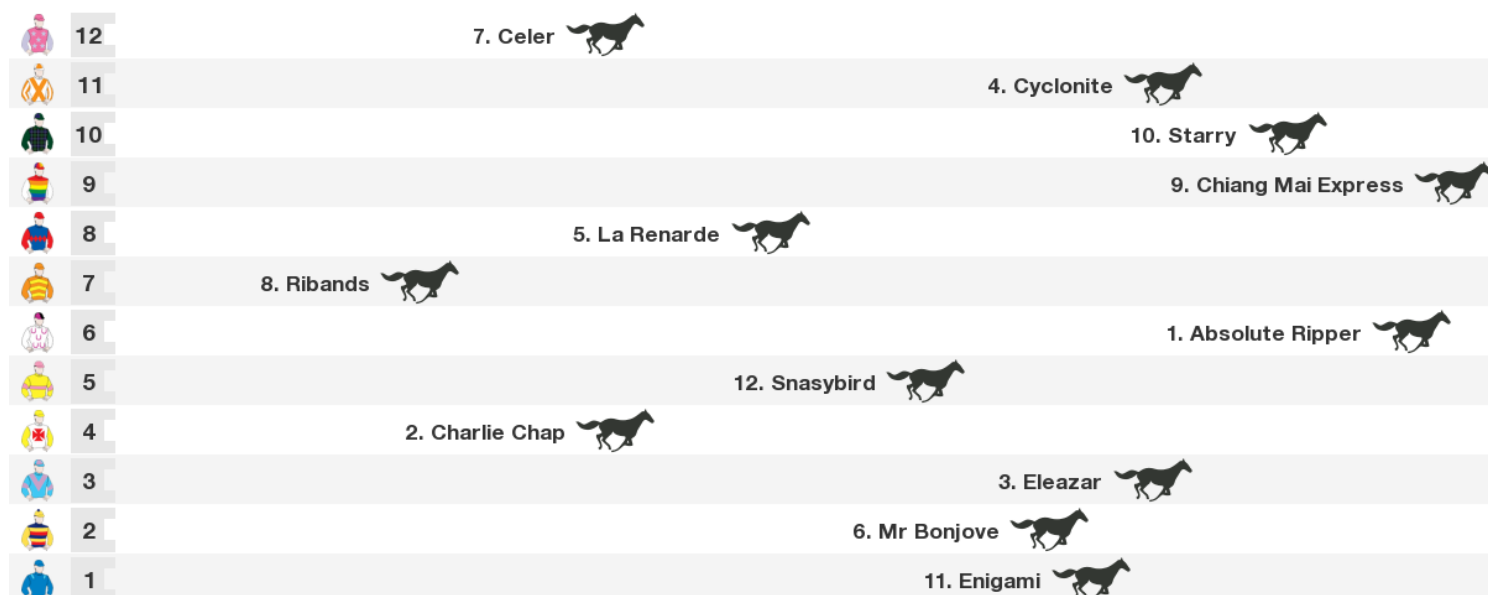 12 7. Celer
11 4. Cyclonite
10 10. Starry
9 9. Chiang Mai Express
8 5. La Renarde
7 8. Ribands
6 1. Absolute Ripper
5 12. Snasybird
4 2. Charlie Chap
3 3. Eleazar
2 6. Mr Bonjove
1 11. Enigami